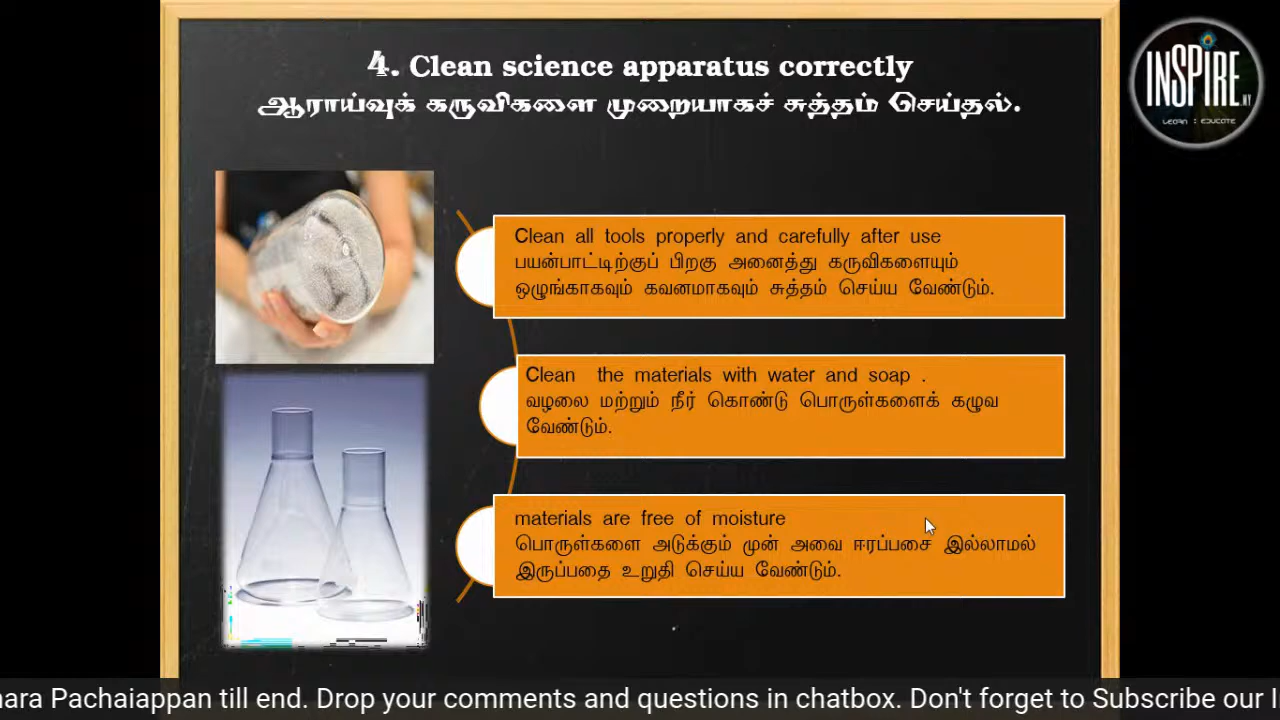 4. Clean science apparatus correctly
ஆராய்வுக் கருவிகளை முறையாகச் சுத்தம் செய்தல்.
INSPIRE.MY
LEARN : EDUCATE
Clean all tools properly and carefully after use
பயன்பாட்டிற்குப் பிறகு அனைத்து கருவிகளையும்
ஒழுங்காகவும் கவனமாகவும் சுத்தம் செய்ய வேண்டும்.
Clean the materials with water and soap .
வழலை மற்றும் நீர் கொண்டு பொருள்களைக் கழுவ
வேண்டும்.
materials are free of moisture
பொருள்களை அடுக்கும் முன் அவை ஈரப்பசை இல்லாமல்
இருப்பதை உறுதி செய்ய வேண்டும்.
Pachaiappan till end. Drop your comments and questions in chatbox. Don't forget to Subscribe our